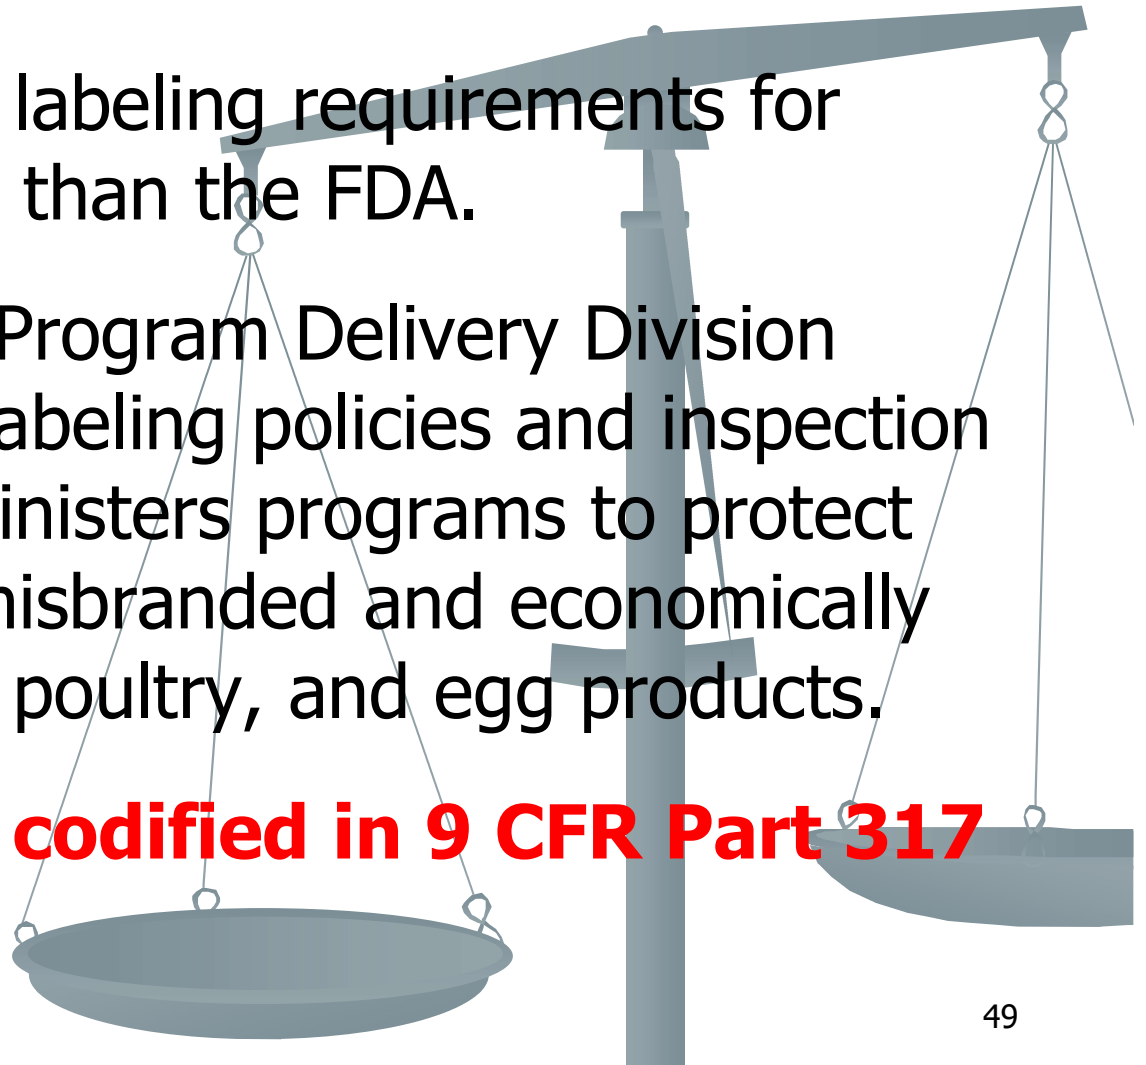 labeling requirements for
than the FDA.
Program Delivery Division
abeling policies and inspection
inisters programs to protect
nisbranded and economically
poultry, and egg products.
codified in 9 CFR Part 317
49